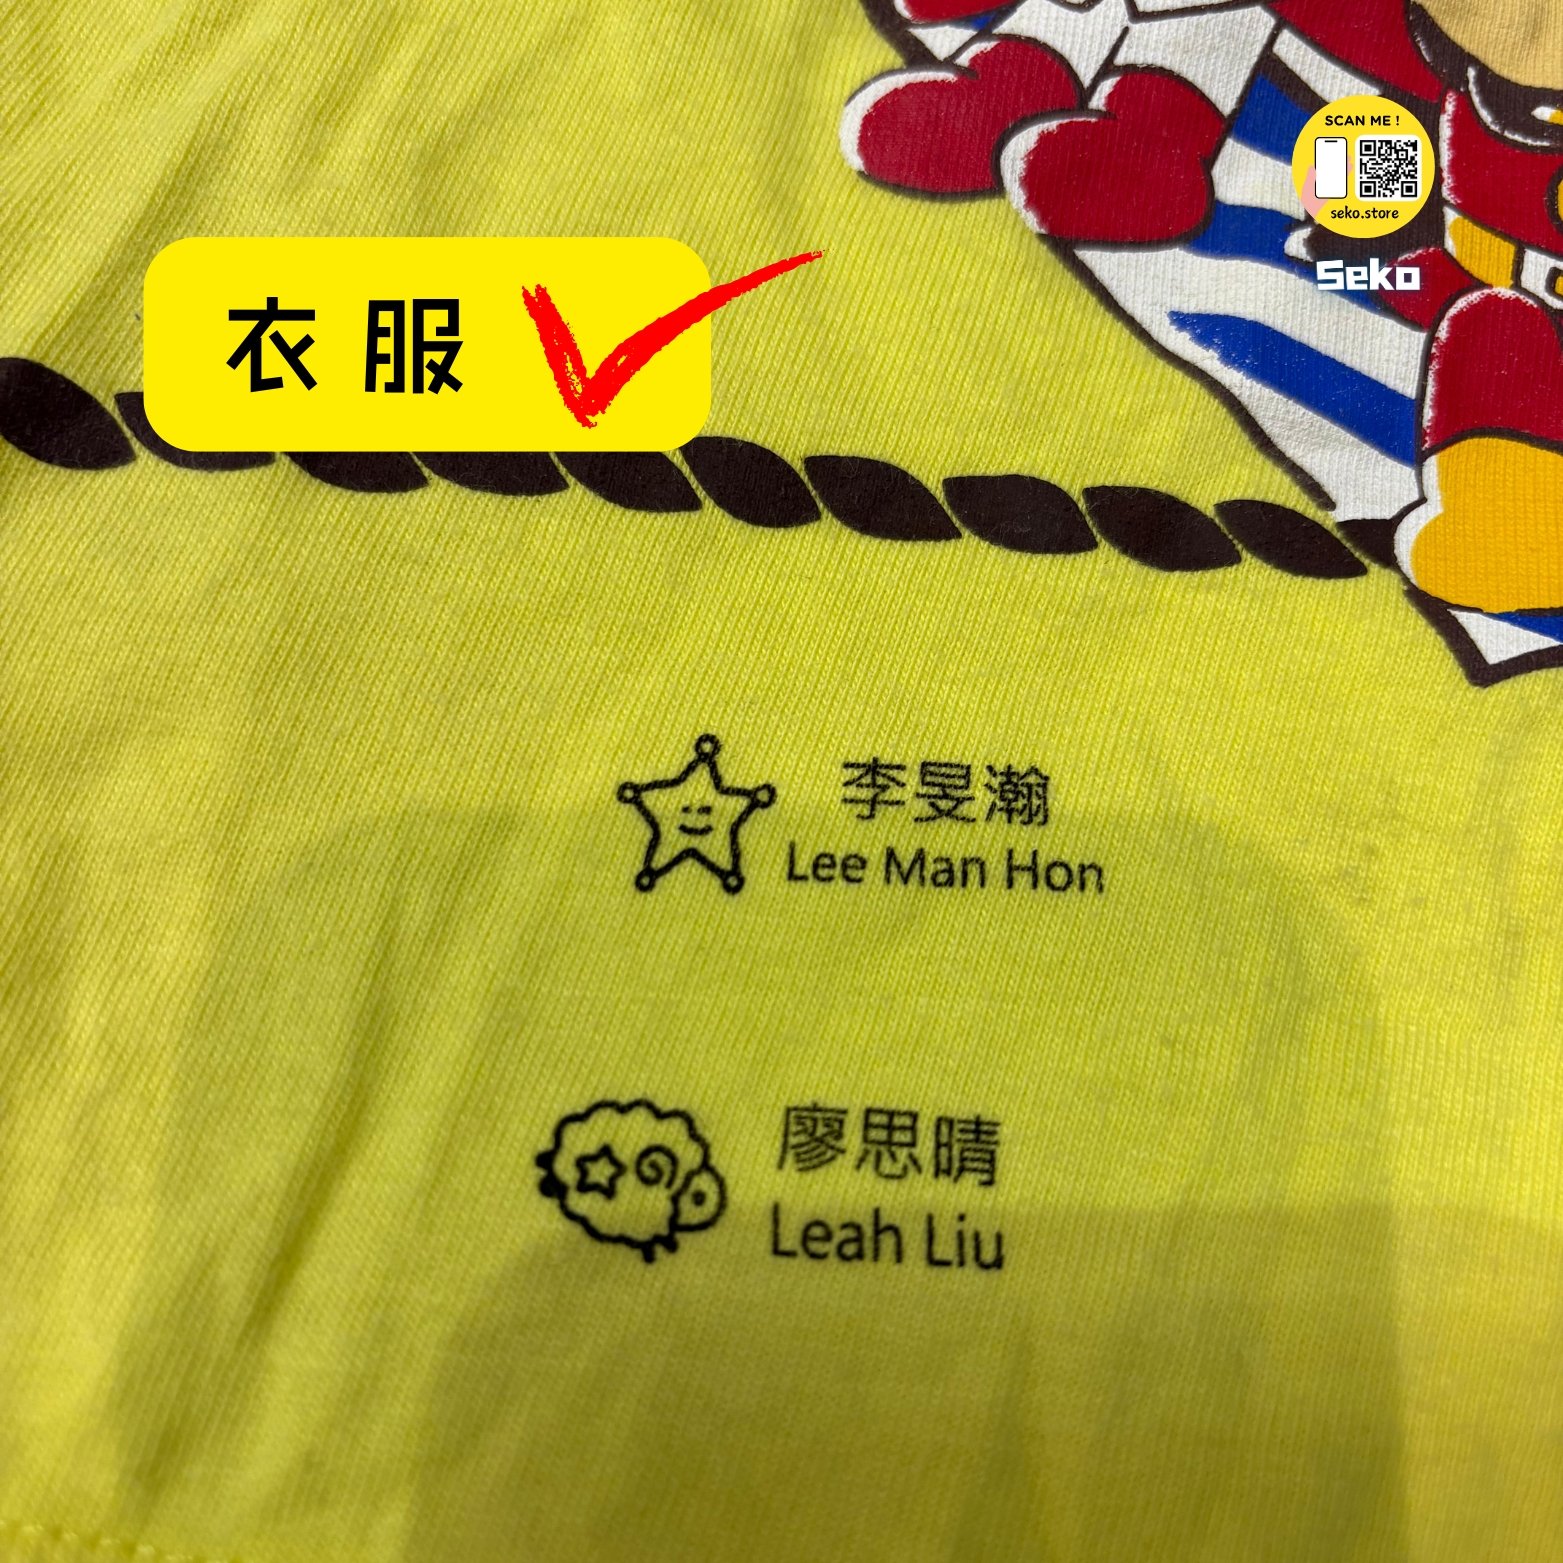 SCAN ME !
seko.store
Seko
衣服
李旻瀚
Lee Man Hon
廖思晴
Leah Liu